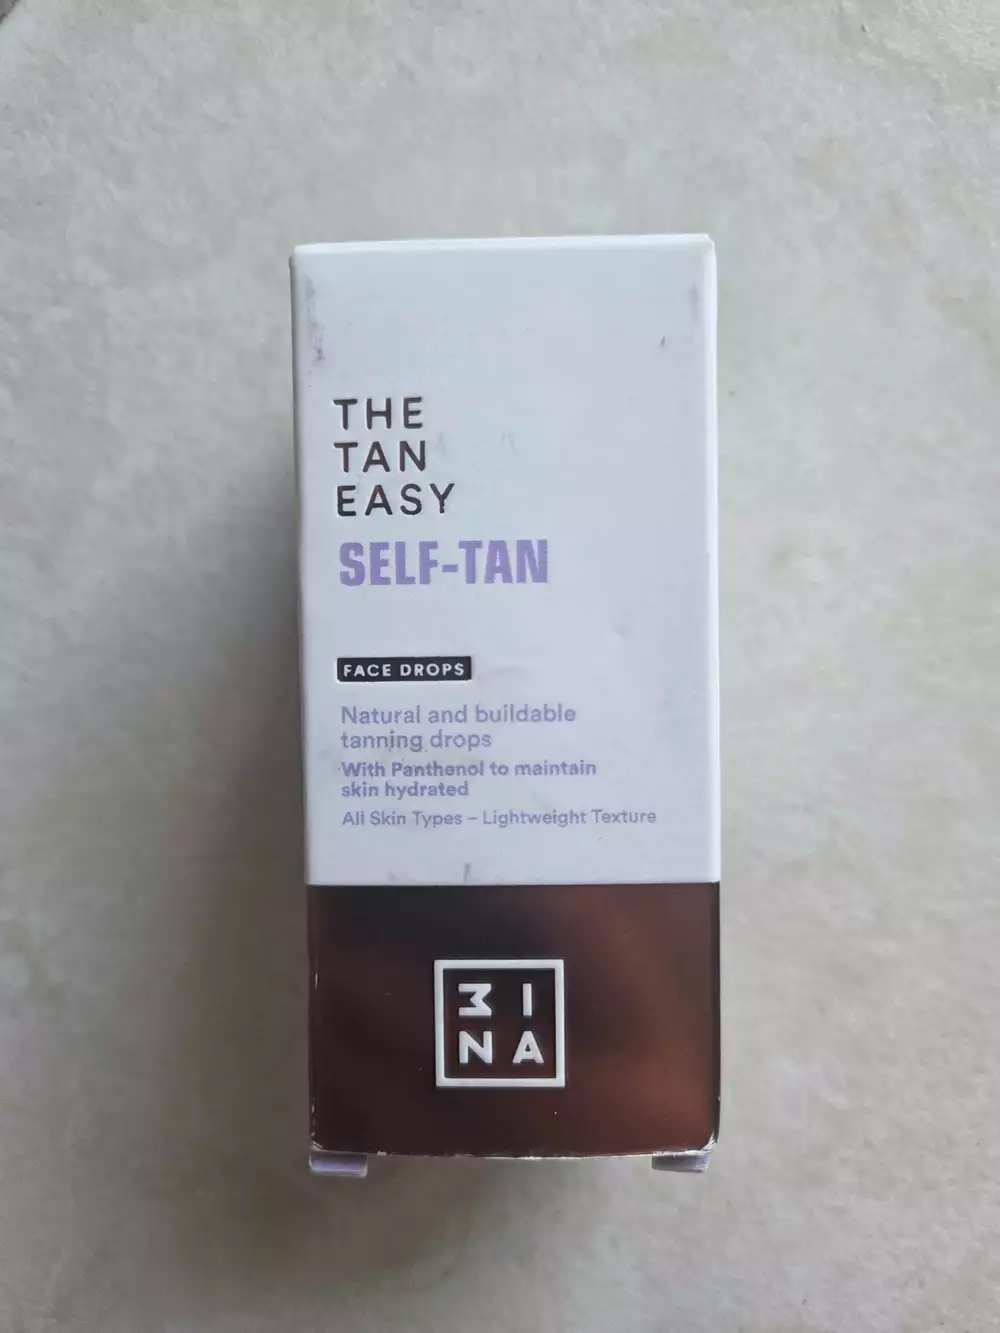 THE
TAN
EASY
SELF-TAN
FACE DROPS
Natural and buildable
tanning drops
With Panthenol to maintain
skin hydrated
All Skin Types – Lightweight Texture
3I
NA